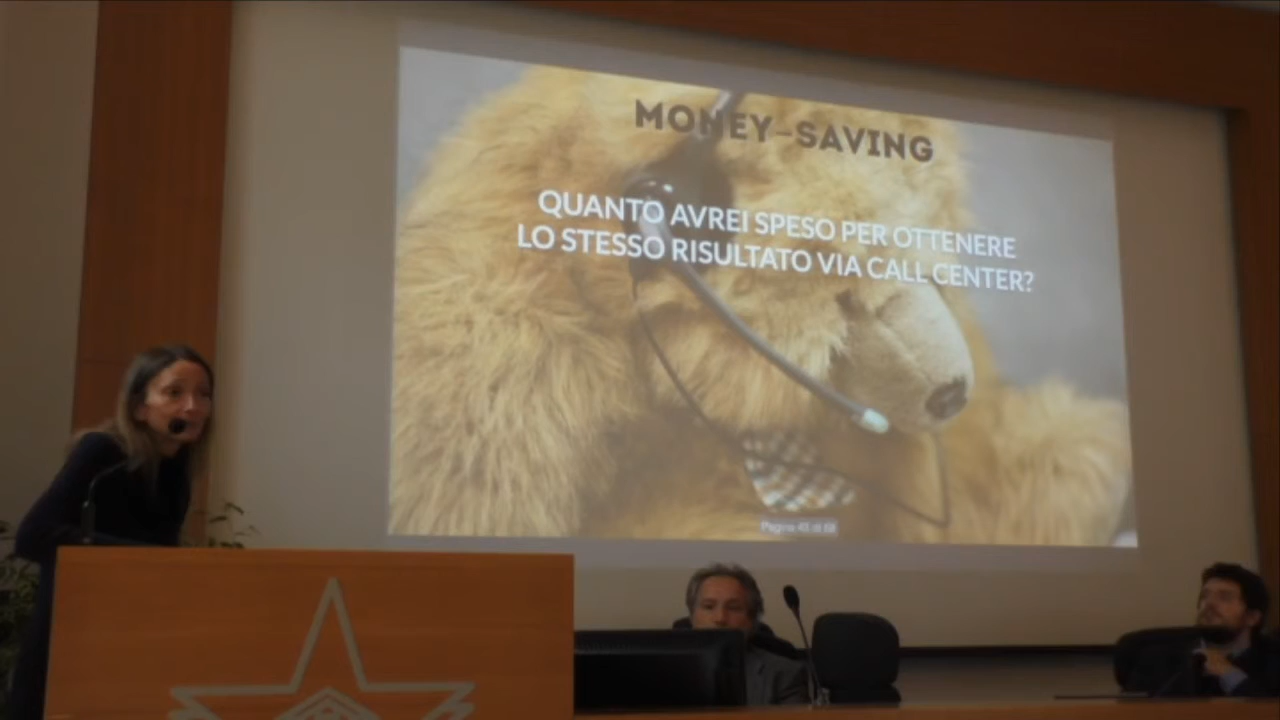 MONEY-SAVING
QUANTO AVREI SPESO PER OTTENERE
LO STESSO RISULTATO VIA CALL CENTER?